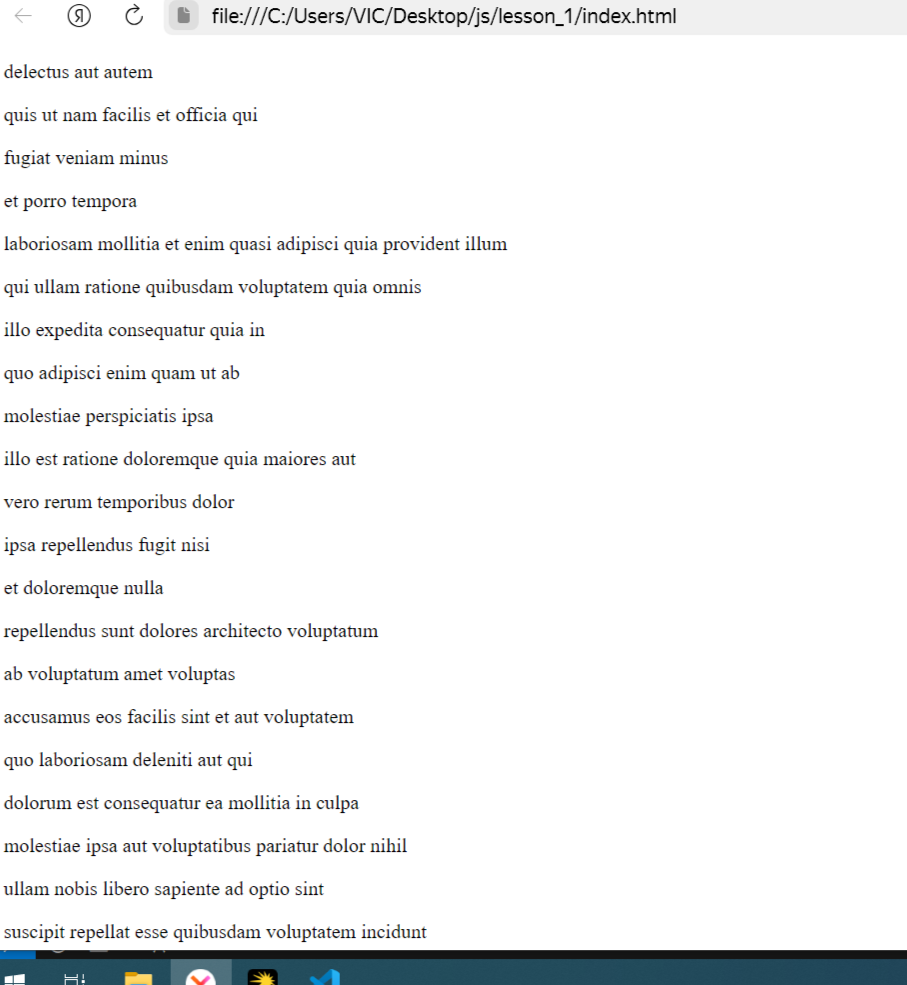 Я file:///C:/Users/VIC/Desktop/js/lesson_1/index.html
delectus aut autem
quis ut nam facilis et officia qui
fugiat veniam minus
et porro tempora
laboriosam mollitia et enim quasi adipisci quia provident illum
qui ullam ratione quibusdam voluptatem quia omnis
illo expedita consequatur quia in
quo adipisci enim quam ut ab
molestiae perspiciatis ipsa
illo est ratione doloremque quia maiores aut
vero rerum temporibus dolor
ipsa repellendus fugit nisi
et doloremque nulla
repellendus sunt dolores architecto voluptatum
ab voluptatum amet voluptas
accusamus eos facilis sint et aut voluptatem
quo laboriosam deleniti aut qui
dolorum est consequatur ea mollitia in culpa
molestiae ipsa aut voluptatibus pariatur dolor nihil
ullam nobis libero sapiente ad optio sint
suscipit repellat esse quibusdam voluptatem incidunt